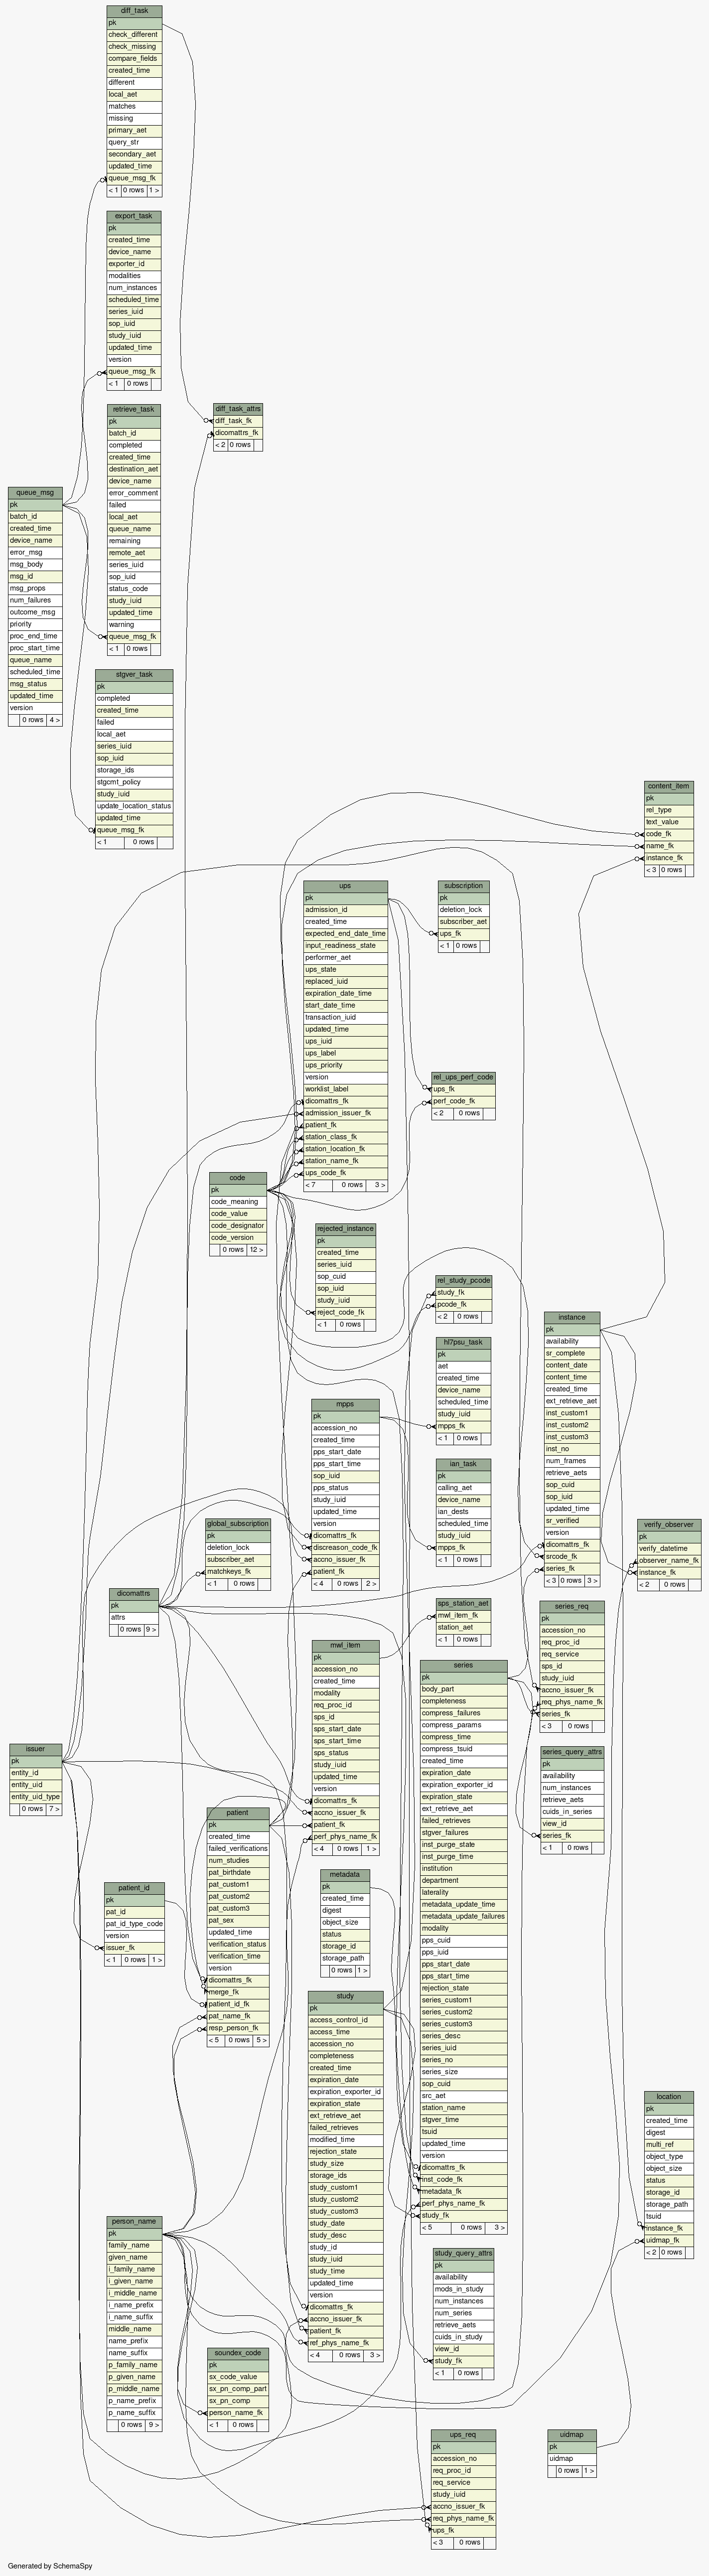 diff_task
pk
check_different
check_missing
compare_fields
created_time
different
local_aet
matches
missing
primary_aet
query_str
secondary_aet
updated_time
queue_msg_fk
< 1 0 rows 1 >
export_task
pk
created_time
device_name
exporter_id
modalities
num_instances
scheduled_time
series_iuid
sop_iuid
study_iuid
updated_time
version
queue_msg_fk
< 1 0 rows
retrieve_task
pk
batch_id
completed
created_time
destination_aet
device_name
error_comment
failed
local_aet
queue_name
remaining
remote_aet
series_iuid
sop_iuid
status_code
study_iuid
updated_time
warning
queue_msg_fk
< 1 0 rows
diff_task_attrs
diff_task_fk
dicomattrs_fk
< 2 0 rows
queue_msg
pk
batch_id
created_time
device_name
error_msg
msg_body
msg_id
msg_props
num_failures
outcome_msg
priority
proc_end_time
proc_start_time
queue_name
scheduled_time
msg_status
updated_time
version
0 rows 4 >
stgver_task
pk
completed
created_time
failed
local_aet
series_iuid
sop_iuid
storage_ids
stgcmt_policy
study_iuid
update_location_status
updated_time
queue_msg_fk
< 1 0 rows
content_item
pk
rel_type
text_value
code_fk
name_fk
instance_fk
< 3 0 rows
ups
pk
admission_id
created_time
expected_end_date_time
input_readiness_state
performer_aet
ups_state
replaced_iuid
expiration_date_time
start_date_time
transaction_iuid
updated_time
ups_iuid
ups_label
ups_priority
version
worklist_label
dicomattrs_fk
admission_issuer_fk
patient_fk
station_class_fk
station_location_fk
station_name_fk
ups_code_fk
< 7 0 rows 3 >
subscription
pk
deletion_lock
subscriber_aet
ups_fk
< 1 0 rows
rel_ups_perf_code
ups_fk
perf_code_fk
< 2 0 rows
code
pk
code_meaning
code_value
code_designator
code_version
0 rows 12 >
rejected_instance
pk
created_time
series_iuid
sop_cuid
sop_iuid
study_iuid
reject_code_fk
< 1 0 rows
rel_study_pcode
study_fk
pcode_fk
< 2 0 rows
hl7psu_task
pk
aet
created_time
device_name
scheduled_time
study_iuid
mpps_fk
< 1 0 rows
instance
pk
availability
sr_complete
content_date
content_time
created_time
ext_retrieve_aet
inst_custom1
inst_custom2
inst_custom3
inst_no
num_frames
retrieve_aets
sop_cuid
sop_iuid
updated_time
sr_verified
version
dicomattrs_fk
srcode_fk
series_fk
< 3 0 rows 3 >
mpps
pk
accession_no
created_time
pps_start_date
pps_start_time
sop_iuid
pps_status
study_iuid
updated_time
version
dicomattrs_fk
discreason_code_fk
accno_issuer_fk
patient_fk
< 4 0 rows 2 >
ian_task
pk
calling_aet
device_name
ian_dests
scheduled_time
study_iuid
mpps_fk
< 1 0 rows
global_subscription
pk
deletion_lock
subscriber_aet
matchkeys_fk
< 1 0 rows
verify_observer
pk
verify_datetime
observer_name_fk
instance_fk
< 2 0 rows
dicomattrs
pk
attrs
0 rows 9 >
sps_station_aet
mwl_item_fk
station_aet
< 1 0 rows
series_req
pk
accession_no
req_proc_id
req_service
sps_id
study_iuid
accno_issuer_fk
req_phys_name_fk
series_fk
< 3 0 rows
mwl_item
pk
accession_no
created_time
modality
req_proc_id
sps_id
sps_start_date
sps_start_time
sps_status
study_iuid
updated_time
version
dicomattrs_fk
accno_issuer_fk
patient_fk
perf_phys_name_fk
< 4 0 rows 1 >
series
pk
body_part
completeness
compress_failures
compress_params
compress_time
compress_tsuid
created_time
expiration_date
expiration_exporter_id
expiration_state
ext_retrieve_aet
failed_retrieves
stgver_failures
inst_purge_state
inst_purge_time
institution
department
laterality
metadata_update_time
metadata_update_failures
modality
pps_cuid
pps_iuid
pps_start_date
pps_start_time
rejection_state
series_custom1
series_custom2
series_custom3
series_desc
series_iuid
series_no
series_size
sop_cuid
src_aet
station_name
stgver_time
tsuid
updated_time
version
dicomattrs_fk
inst_code_fk
metadata_fk
perf_phys_name_fk
study_fk
< 5 0 rows 3 >
issuer
pk
entity_id
entity_uid
entity_uid_type
0 rows 7 >
series_query_attrs
pk
availability
num_instances
retrieve_aets
cuids_in_series
view_id
series_fk
< 1 0 rows
patient
pk
created_time
failed_verifications
num_studies
pat_birthdate
pat_custom1
pat_custom2
pat_custom3
pat_sex
updated_time
verification_status
verification_time
version
dicomattrs_fk
merge_fk
patient_id_fk
pat_name_fk
resp_person_fk
< 5 0 rows 5 >
metadata
pk
created_time
digest
object_size
status
storage_id
storage_path
0 rows 1 >
patient_id
pk
pat_id
pat_id_type_code
version
issuer_fk
< 1 0 rows 1 >
study
pk
access_control_id
access_time
accession_no
completeness
created_time
expiration_date
expiration_exporter_id
expiration_state
ext_retrieve_aet
failed_retrieves
modified_time
rejection_state
study_size
storage_ids
study_custom1
study_custom2
study_custom3
study_date
study_desc
study_id
study_iuid
study_time
updated_time
version
dicomattrs_fk
accno_issuer_fk
patient_fk
ref_phys_name_fk
< 4 0 rows 3 >
location
pk
created_time
digest
multi_ref
object_type
object_size
status
storage_id
storage_path
tsuid
instance_fk
uidmap_fk
< 2 0 rows
person_name
pk
family_name
given_name
i_family_name
i_given_name
i_middle_name
i_name_prefix
i_name_suffix
middle_name
name_prefix
name_suffix
p_family_name
p_given_name
p_middle_name
p_name_prefix
p_name_suffix
0 rows 9 >
study_query_attrs
pk
availability
mods_in_study
num_instances
num_series
retrieve_aets
cuids_in_study
view_id
study_fk
< 1 0 rows
soundex_code
pk
sx_code_value
sx_pn_comp_part
sx_pn_comp
person_name_fk
< 1 0 rows
ups_req
pk
accession_no
req_proc_id
req_service
study_iuid
accno_issuer_fk
req_phys_name_fk
ups_fk
< 3 0 rows
uidmap
pk
uidmap
0 rows 1 >
Generated by SchemaSpy